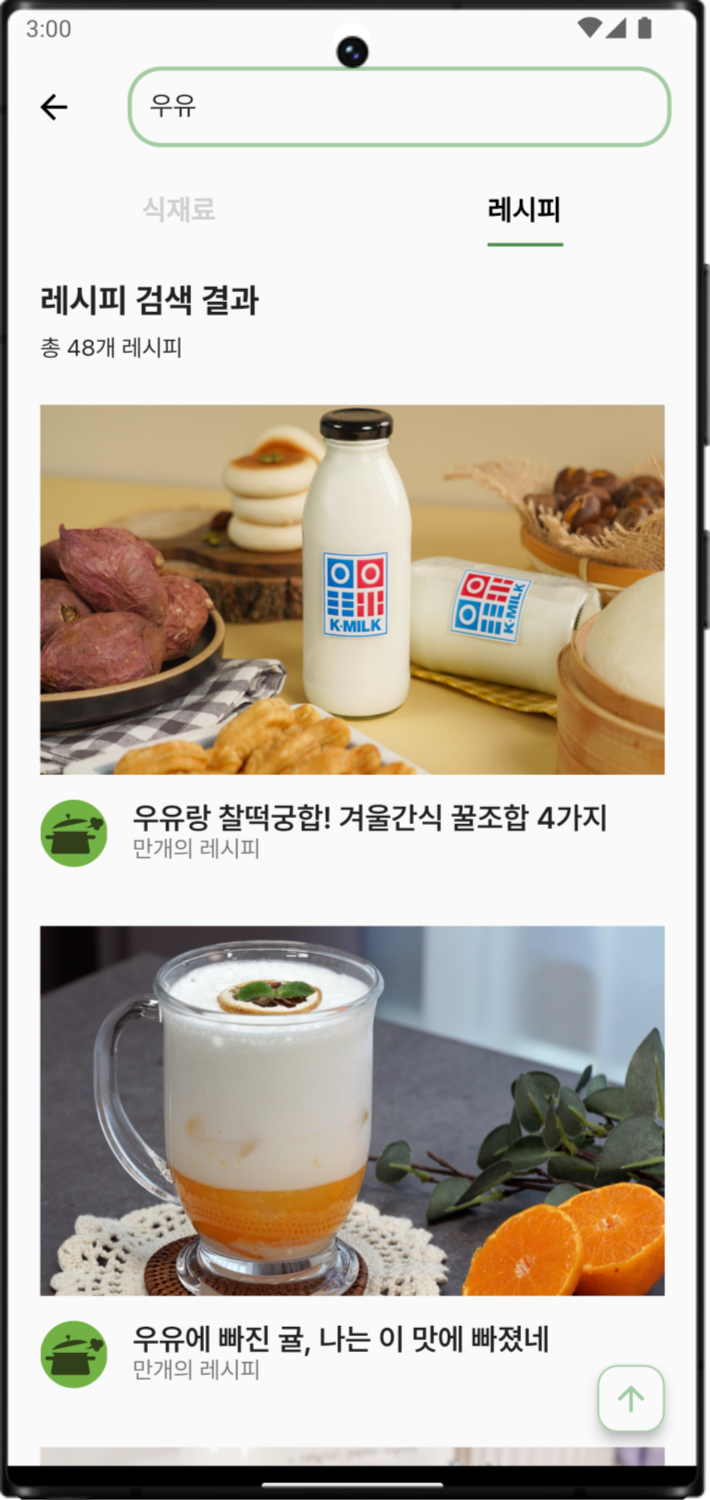 3:00
우유
식재료
레시피
레시피 검색 결과
총 48개 레시피
K·MILK
K·MILK
우유랑 찰떡궁합! 겨울간식 꿀조합 4가지
만개의 레시피
우유에 빠진 귤, 나는 이 맛에 빠졌네
만개의 레시피